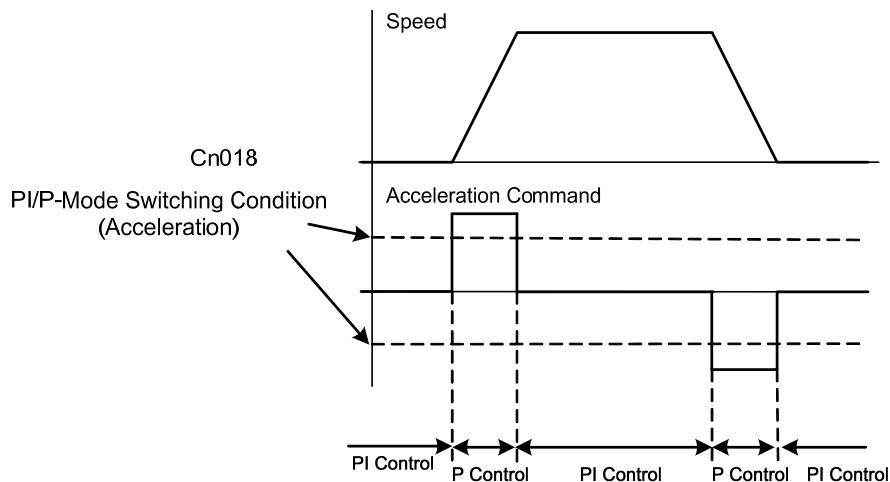 Speed
Cn018
PI/P-Mode Switching Condition
(Acceleration)
Acceleration Command
PI Control
P Control
PI Control
P Control
PI Control